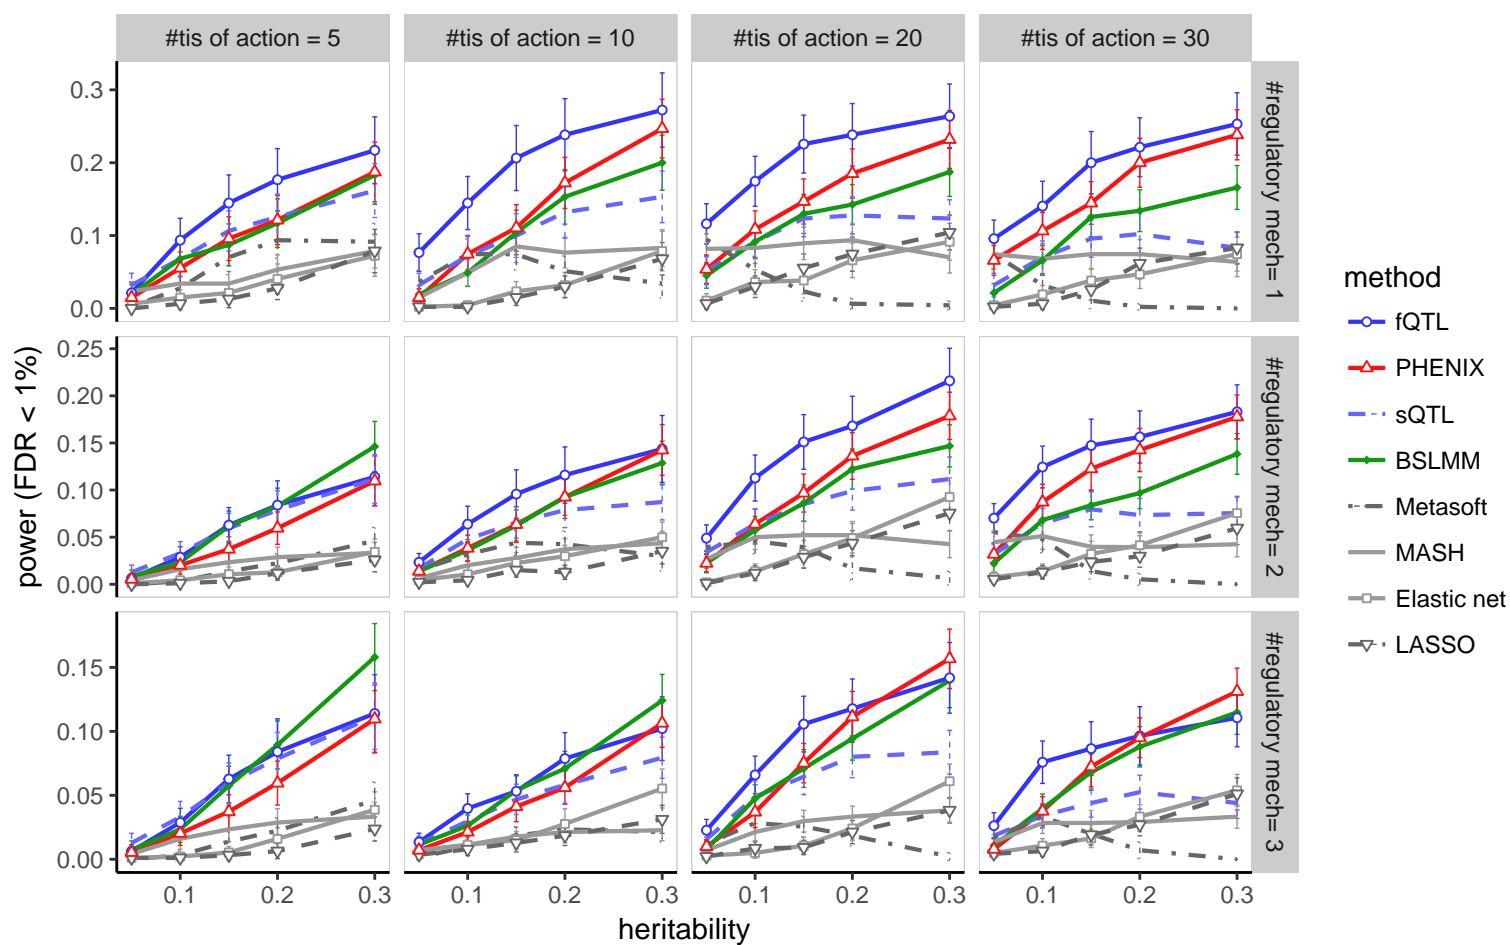 #tis of action = 5
#tis of action = 10
#tis of action = 20
#tis of action = 30
0.3
0.2
0.1
0.0
#regulatory mech= 1
0.25
0.20
0.15
0.10
0.05
0.00
#regulatory mech= 2
0.15
0.10
0.05
0.00
#regulatory mech= 3
power (FDR < 1%)
0.1 0.2 0.3
0.1 0.2 0.3
0.1 0.2 0.3
0.1 0.2 0.3
heritability
method
fQTL
PHENIX
sQTL
BSLMM
Metasoft
MASH
Elastic net
LASSO